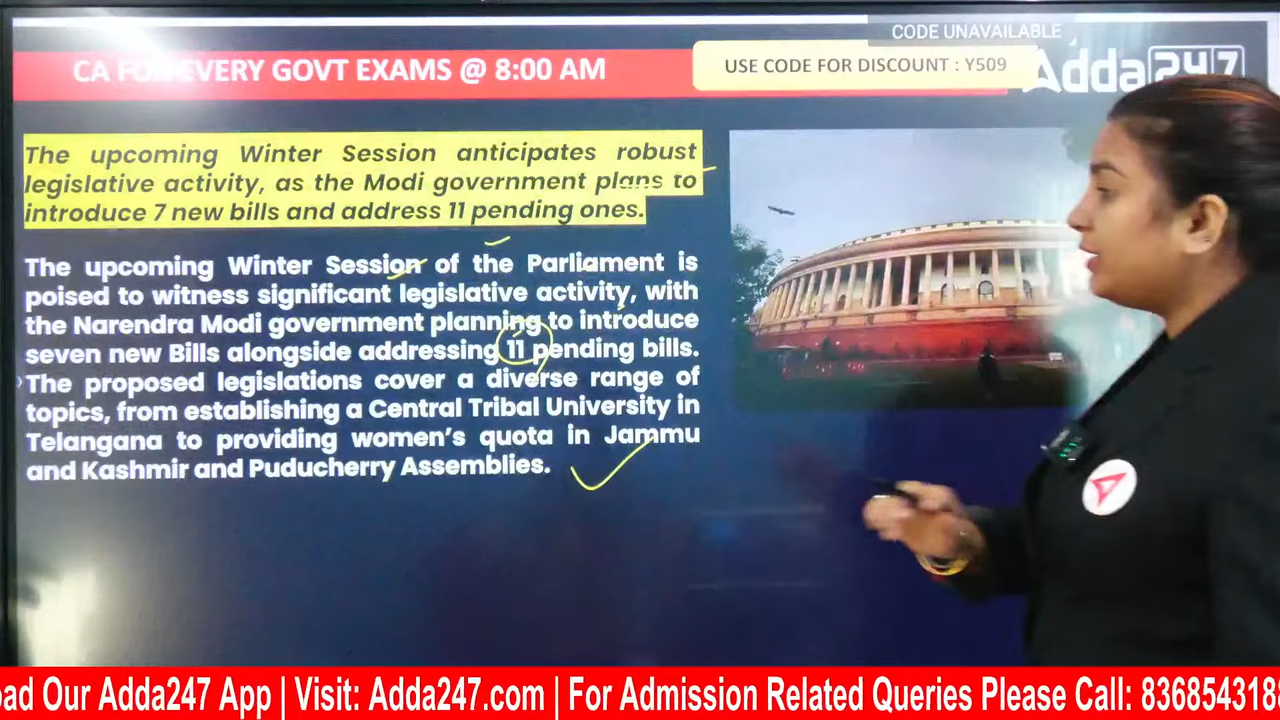 CODE UNAVAILABLE
CA FOR EVERY GOVT EXAMS @ 8:00 AM
USE CODE FOR DISCOUNT : Y509
Adda247
The upcoming Winter Session anticipates robust
legislative activity, as the Modi government plans to
introduce 7 new bills and address 11 pending ones.
The upcoming Winter Session of the Parliament is
poised to witness significant legislative activity, with
the Narendra Modi government planning to introduce
seven new Bills alongside addressing 11 pending bills.
The proposed legislations cover a diverse range of
topics, from establishing a Central Tribal University in
Telangana to providing women's quota in Jammu
and Kashmir and Puducherry Assemblies.
Our Adda247 App | Visit: Adda247.com | For Admission Related Queries Please Call: